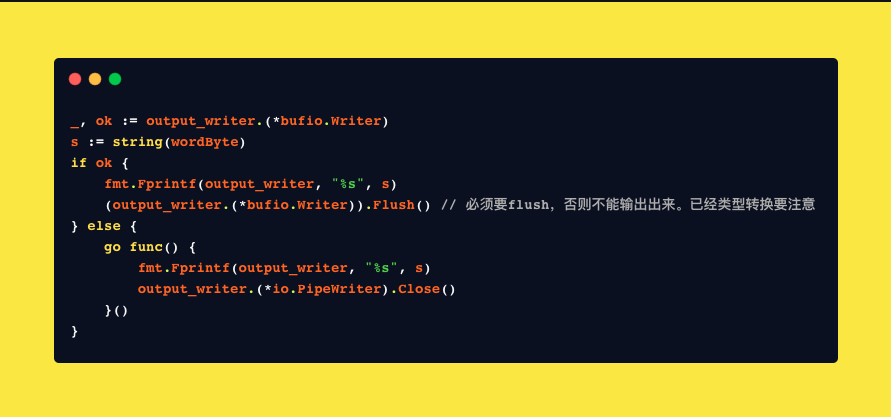 _, ok := output_writer.(*bufio.Writer)
s := string(wordByte)
if ok {
    fmt.Fprintf(output_writer, "%s", s)
    (output_writer.(*bufio.Writer)).Flush() // 必须要flush，否则不能输出出来。已经类型转换要注意
} else {
    go func() {
        fmt.Fprintf(output_writer, "%s", s)
        output_writer.(*io.PipeWriter).Close()
    }()
}